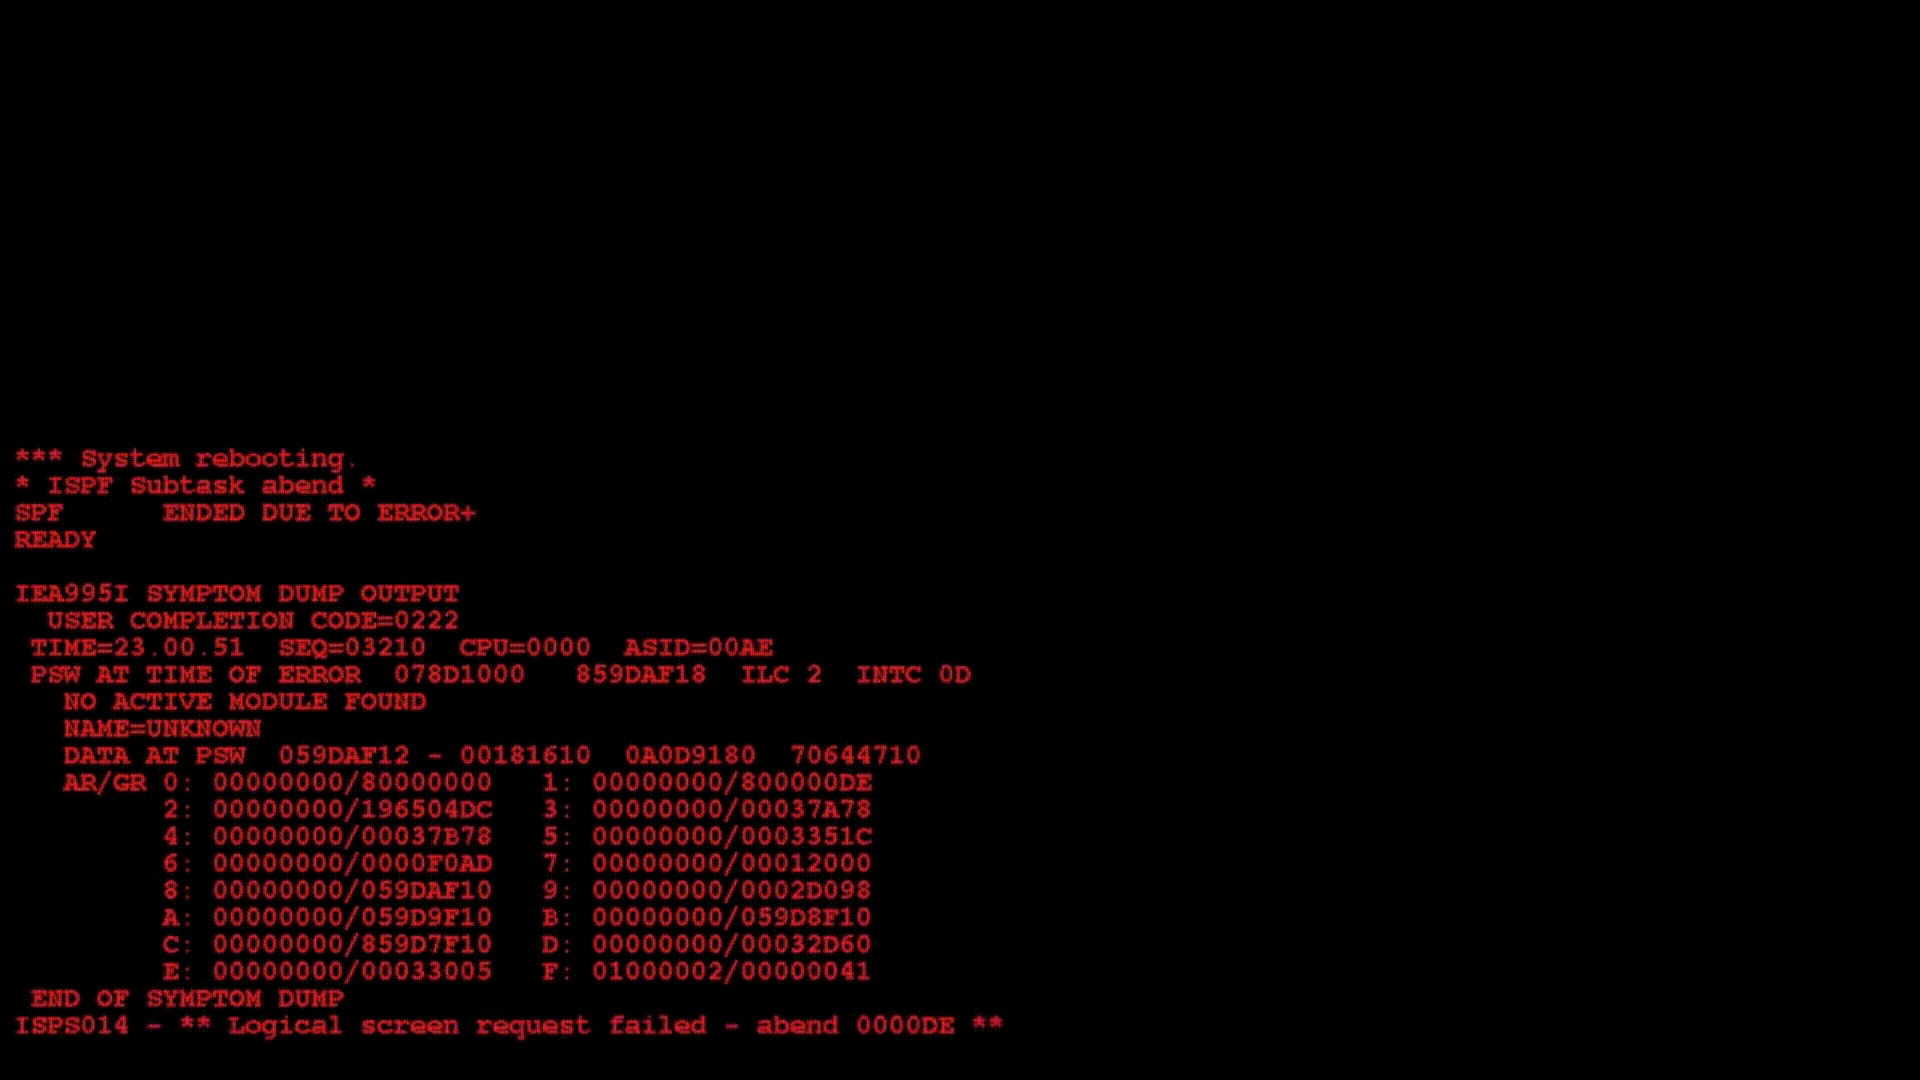 *** System rebooting.
* ISPF Subtask abend *
SPF      ENDED DUE TO ERROR+
READY
IEA995I SYMPTOM DUMP OUTPUT
  USER COMPLETION CODE=0222
 TIME=23.00.51  SEQ=03210  CPU=0000  ASID=00AE
 PSW AT TIME OF ERROR  078D1000   859DAF18  ILC 2  INTC 0D
   NO ACTIVE MODULE FOUND
   NAME=UNKNOWN
   DATA AT PSW  059DAF12 - 00181610  0A0D9180  70644710
   AR/GR 0: 00000000/80000000   1: 00000000/800000DE
         2: 00000000/196504DC   3: 00000000/00037A78
         4: 00000000/00037B78   5: 00000000/0003351C
         6: 00000000/0000F0AD   7: 00000000/00012000
         8: 00000000/059DAF10   9: 00000000/0002D098
         A: 00000000/059D9F10   B: 00000000/059D8F10
         C: 00000000/859D7F10   D: 00000000/00032D60
         E: 00000000/00033005   F: 01000002/00000041
 END OF SYMPTOM DUMP
ISPS014 - ** Logical screen request failed - abend 0000DE **